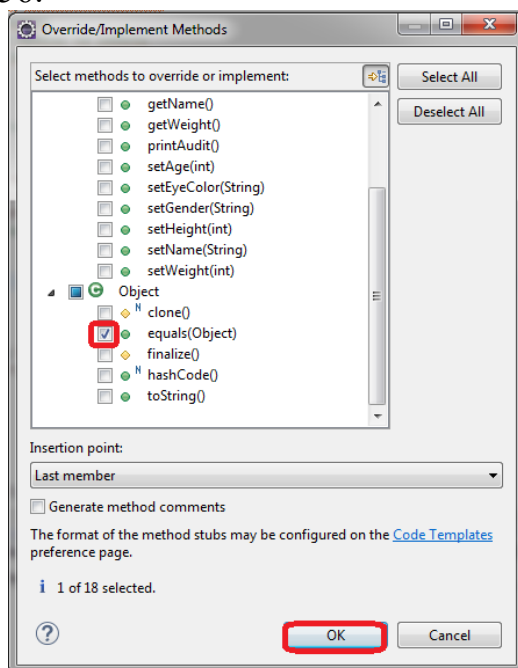 Override/Implement Methods
Select methods to override or implement:
Select All
Deselect All
getName()
getWeight()
printAudit()
setAge(int)
setEyeColor(String)
setGender(String)
setHeight(int)
setName(String)
setWeight(int)
Object
N clone()
equals(Object)
finalize()
N hashCode()
toString()
Insertion point:
Last member
Generate method comments
The format of the method stubs may be configured on the Code Templates
preference page.
i 1 of 18 selected.
? OK Cancel